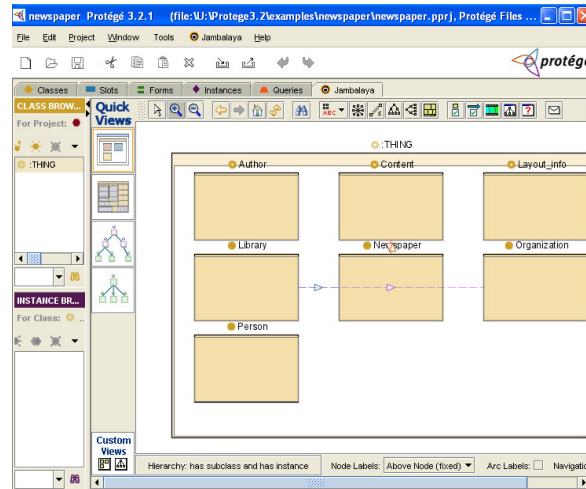 newspaper Protégé 3.2.1 (file:\U:\Protege3.2\examples\newspaper\newspaper.pprj, Protégé Files ...
File Edit Project Window Tools Jambalaya Help
protégé
Classes Slots Forms Instances Queries Jambalaya
CLASS BROW...
For Project:
:THING
INSTANCE BR...
For Class:
Quick
Views
ABC
:THING
Author Content Layout_info
Library Newspaper Organization
Person
Custom
Views
Hierarchy: has subclass and has instance Node Labels: Above Node (fixed) Arc Labels: Navigatio